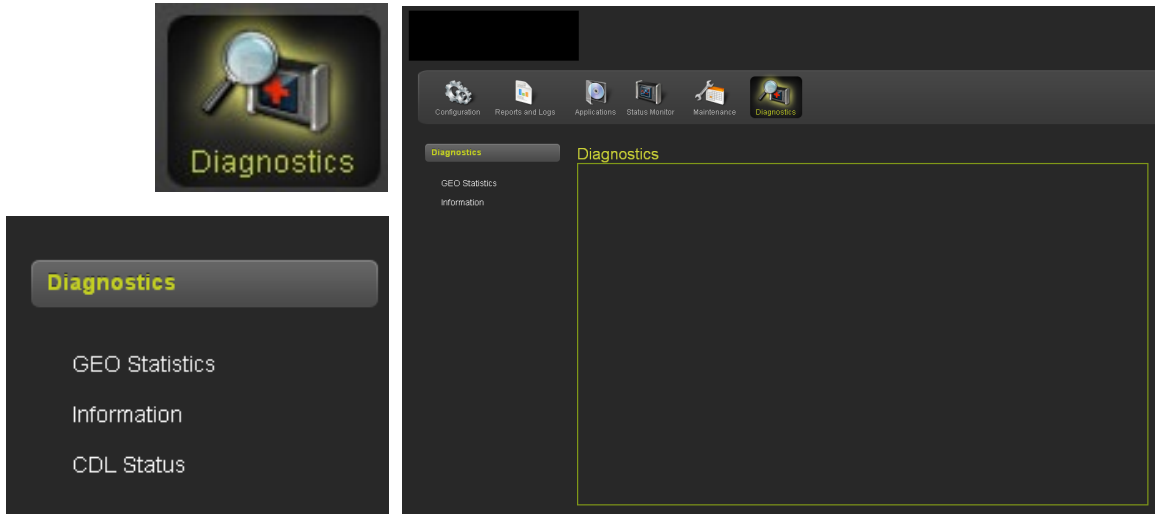 Diagnostics
Diagnostics
GEO Statistics
Information
CDL Status
Configuration
Reports and Logs
Applications
Status Monitor
Maintenance
Diagnostics
Diagnostics
GEO Statistics
Information
Diagnostics